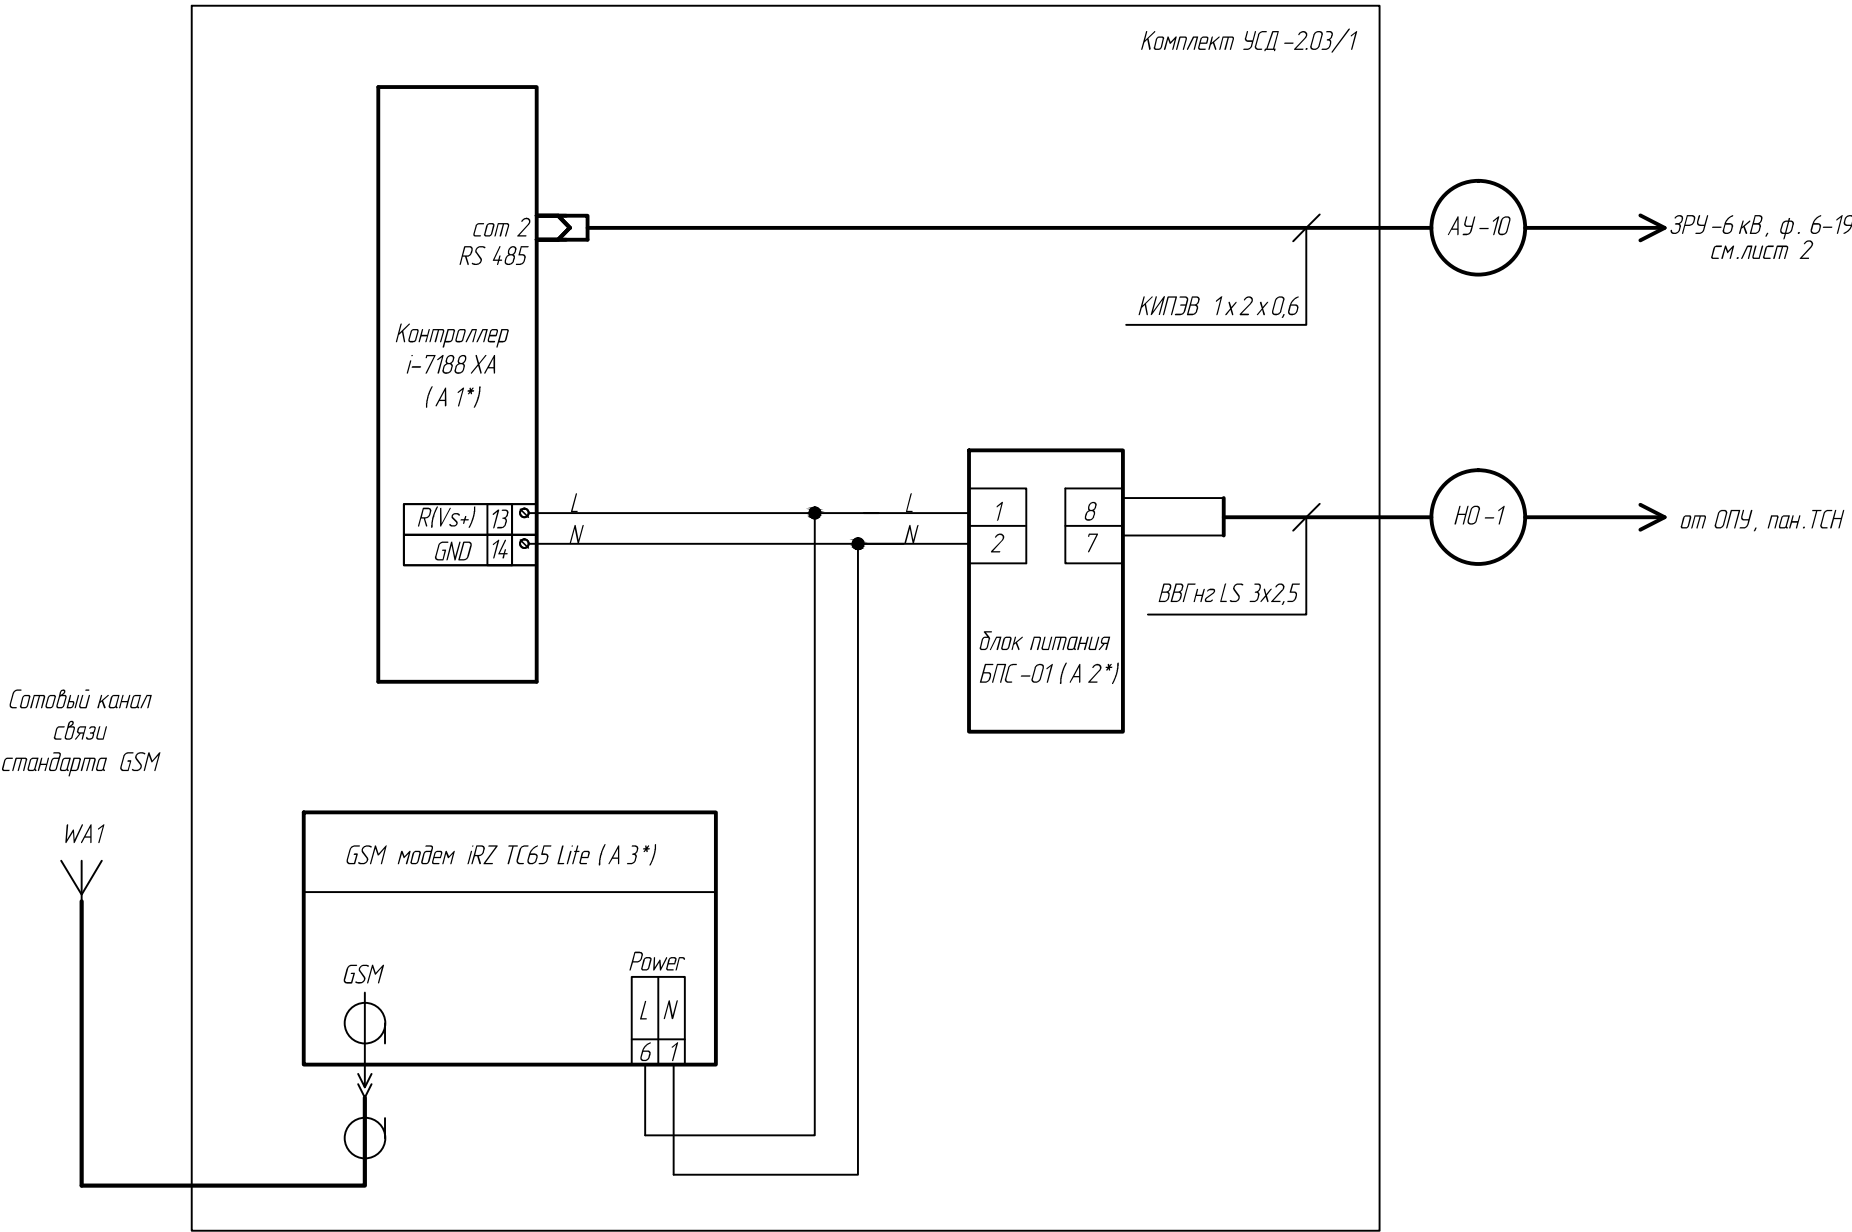 Комплект УСД-2.03/1
com 2
RS 485
АУ-10
ЗРУ-6 кВ, ф. 6-19
см.лист 2
КИПЭВ 1х2х0,6
Контроллер
i-7188 XA
(А 1*)
R(Vs+) 13
L
L
GND 14
N
N
1
2
8
7
НО-1
от ОПУ, пан.ТСН
ВВГнг LS 3х2,5
блок питания
БПС-01 (А 2*)
Сотовый канал
связи
стандарта GSM
WA1
GSM модем iRZ TC65 Lite (А 3*)
GSM
Power
L N
6 1